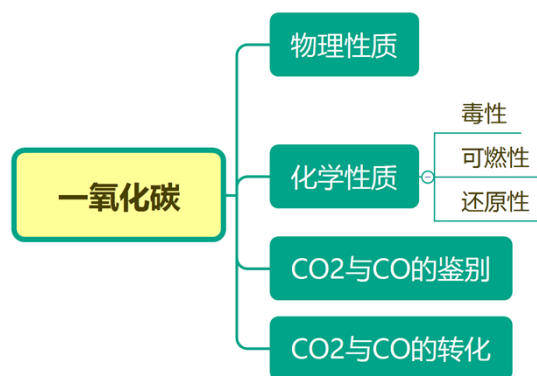 一氧化碳
物理性质
化学性质
毒性
可燃性
还原性
CO2与CO的鉴别
CO2与CO的转化